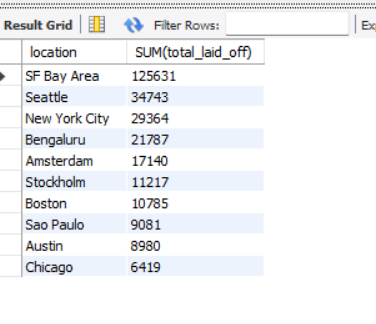 Result Grid Filter Rows:
location SUM(total_laid_off)
SF Bay Area 125631
Seattle 34743
New York City 29364
Bengaluru 21787
Amsterdam 17140
Stockholm 11217
Boston 10785
Sao Paulo 9081
Austin 8980
Chicago 6419